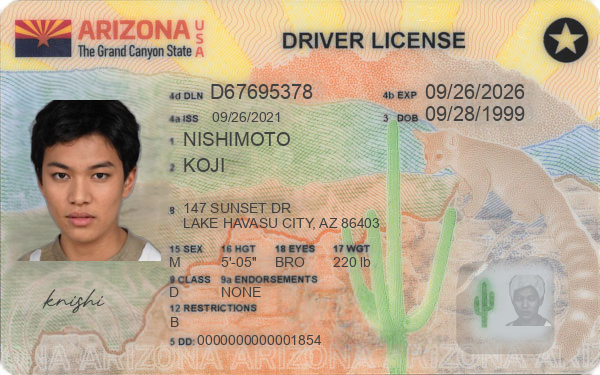 ARIZONA USA
The Grand Canyon State
DRIVER LICENSE
4d DLN D67695378
4b EXP 09/26/2026
4a ISS 09/26/2021
3 DOB 09/28/1999
1 NISHIMOTO
2 KOJI
8 147 SUNSET DR
LAKE HAVASU CITY, AZ 86403
15 SEX 16 HGT 18 EYES 17 WGT
M 5'-05" BRO 220 lb
9 CLASS 9a ENDORSEMENTS
D NONE
12 RESTRICTIONS
B
knishi
5 DD: 0000000000001854
ARIZONA ARIZONA ARIZONA ARIZONA